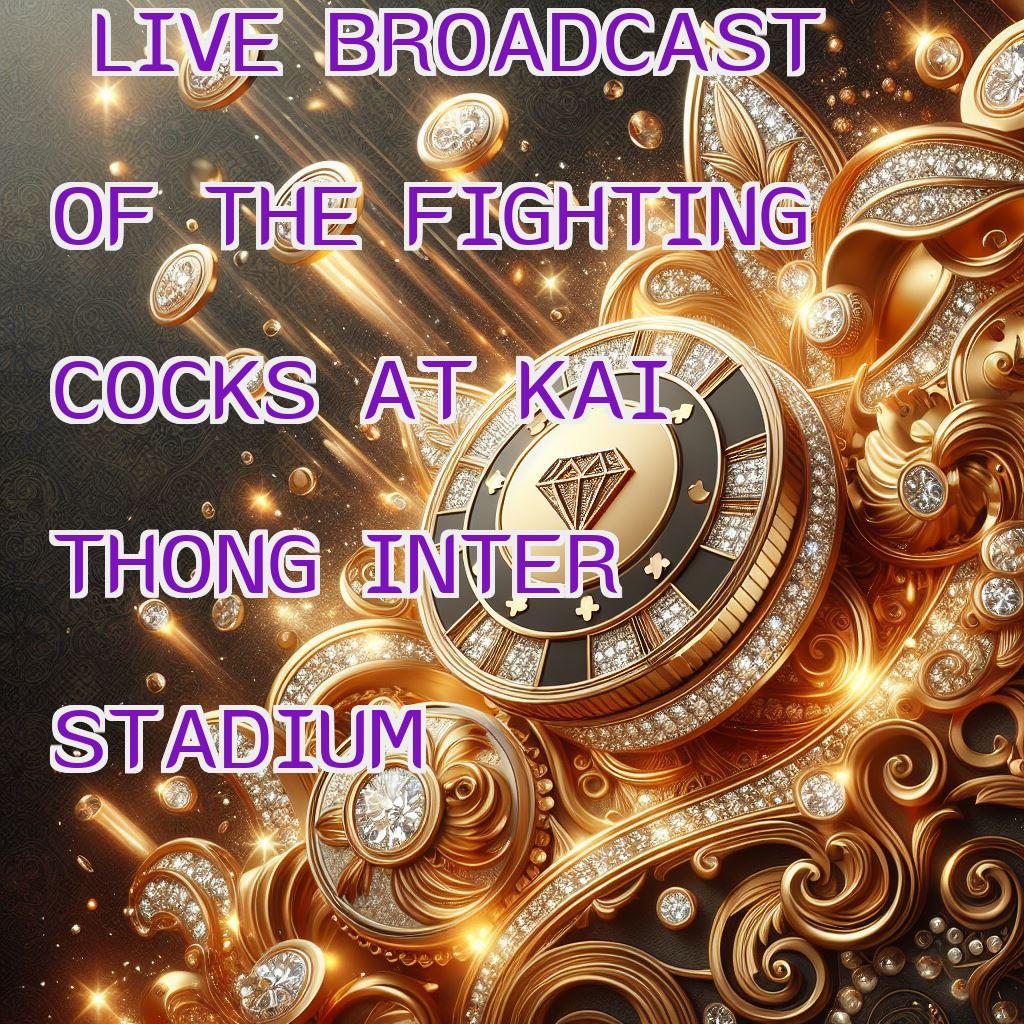 LIVE BROADCAST
OF THE FIGHTING
COCKS AT KAI
THONG INTER
STADIUM